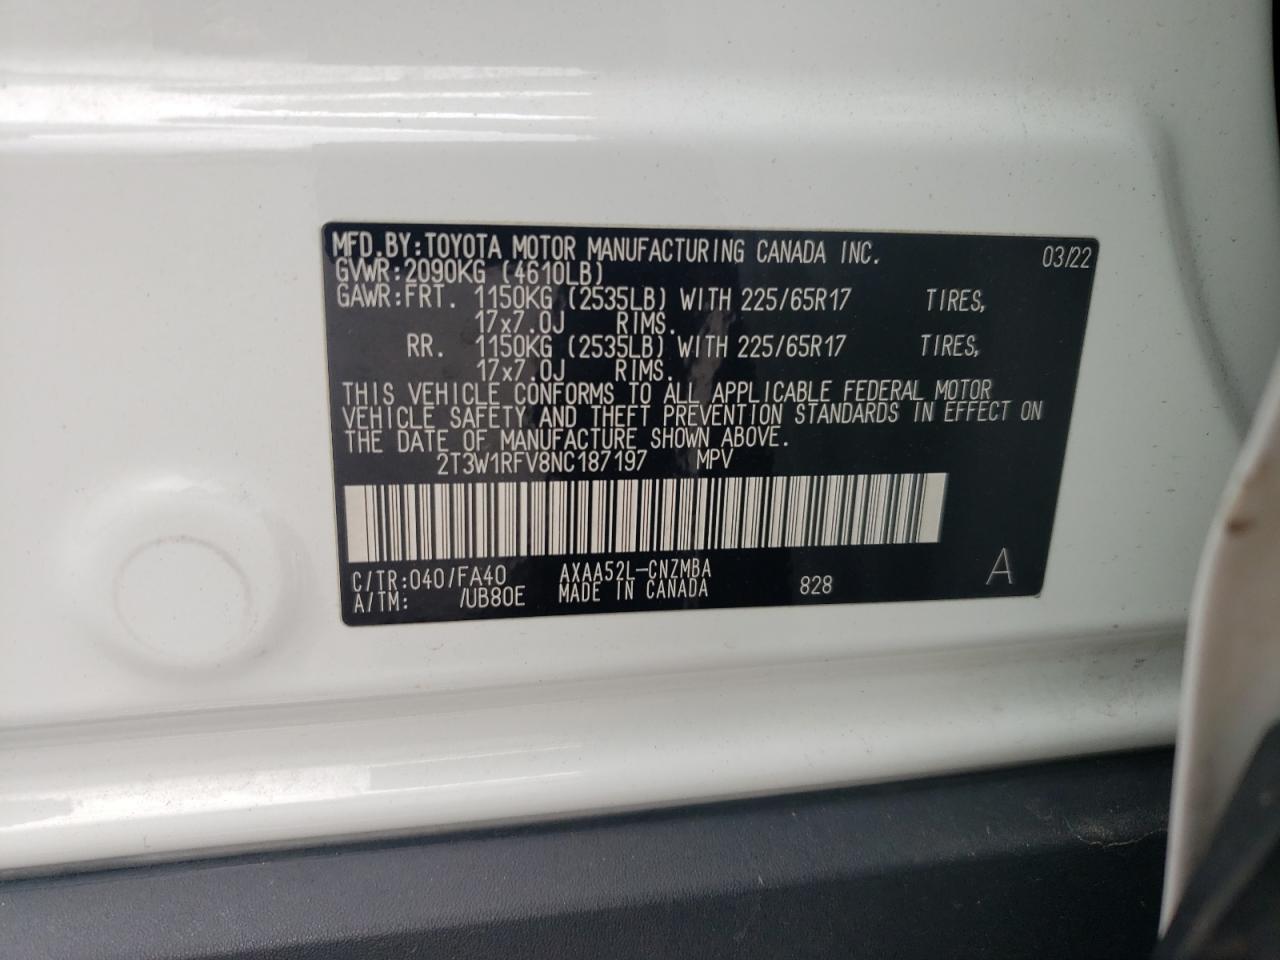 MFD.BY:TOYOTA MOTOR MANUFACTURING CANADA INC. 03/22
GVWR:2090KG (4610LB)
GAWR:FRT. 1150KG (2535LB) WITH 225/65R17 TIRES,
17x7.0J RIMS.
RR. 1150KG (2535LB) WITH 225/65R17 TIRES,
17x7.0J RIMS.
THIS VEHICLE CONFORMS TO ALL APPLICABLE FEDERAL MOTOR
VEHICLE SAFETY AND THEFT PREVENTION STANDARDS IN EFFECT ON
THE DATE OF MANUFACTURE SHOWN ABOVE.
2T3W1RFV8NC187197 MPV
C/TR:040/FA40 AXAA52L-CNZMBA
A/TM: /UB80E MADE IN CANADA 828 A